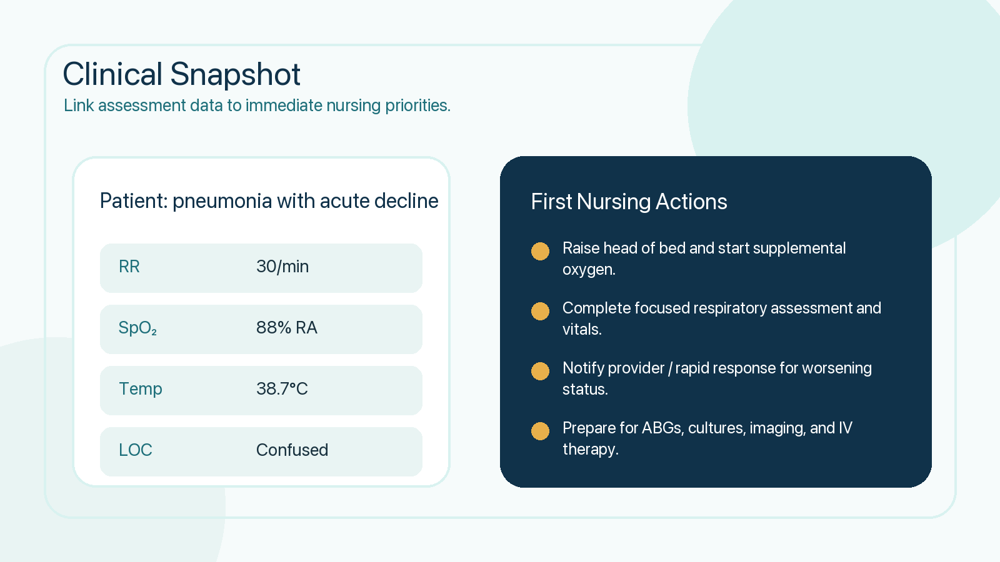 Clinical Snapshot
Link assessment data to immediate nursing priorities.
Patient: pneumonia with acute decline
RR 30/min
SpO₂ 88% RA
Temp 38.7°C
LOC Confused
First Nursing Actions
Raise head of bed and start supplemental
oxygen.
Complete focused respiratory assessment and
vitals.
Notify provider / rapid response for worsening
status.
Prepare for ABGs, cultures, imaging, and IV
therapy.